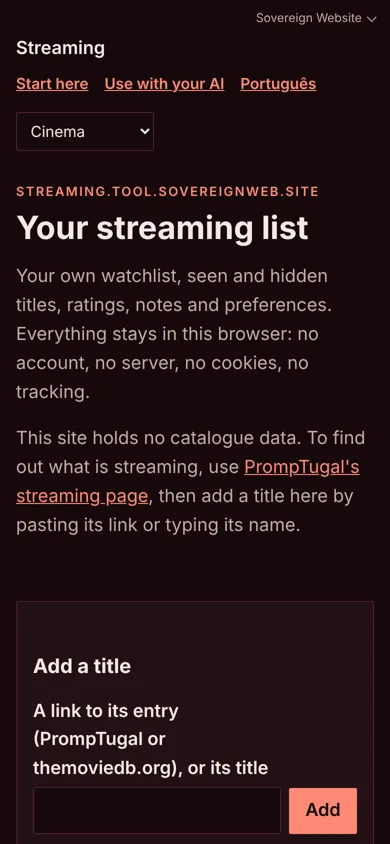 Sovereign Website
Streaming
Start here Use with your AI Português
Cinema
STREAMING.TOOL.SOVEREIGNWEB.SITE
Your streaming list
Your own watchlist, seen and hidden
titles, ratings, notes and preferences.
Everything stays in this browser: no
account, no server, no cookies, no
tracking.
This site holds no catalogue data. To find
out what is streaming, use PrompTugal's
streaming page, then add a title here by
pasting its link or typing its name.
Add a title
A link to its entry
(PrompTugal or
themoviedb.org), or its title
Add